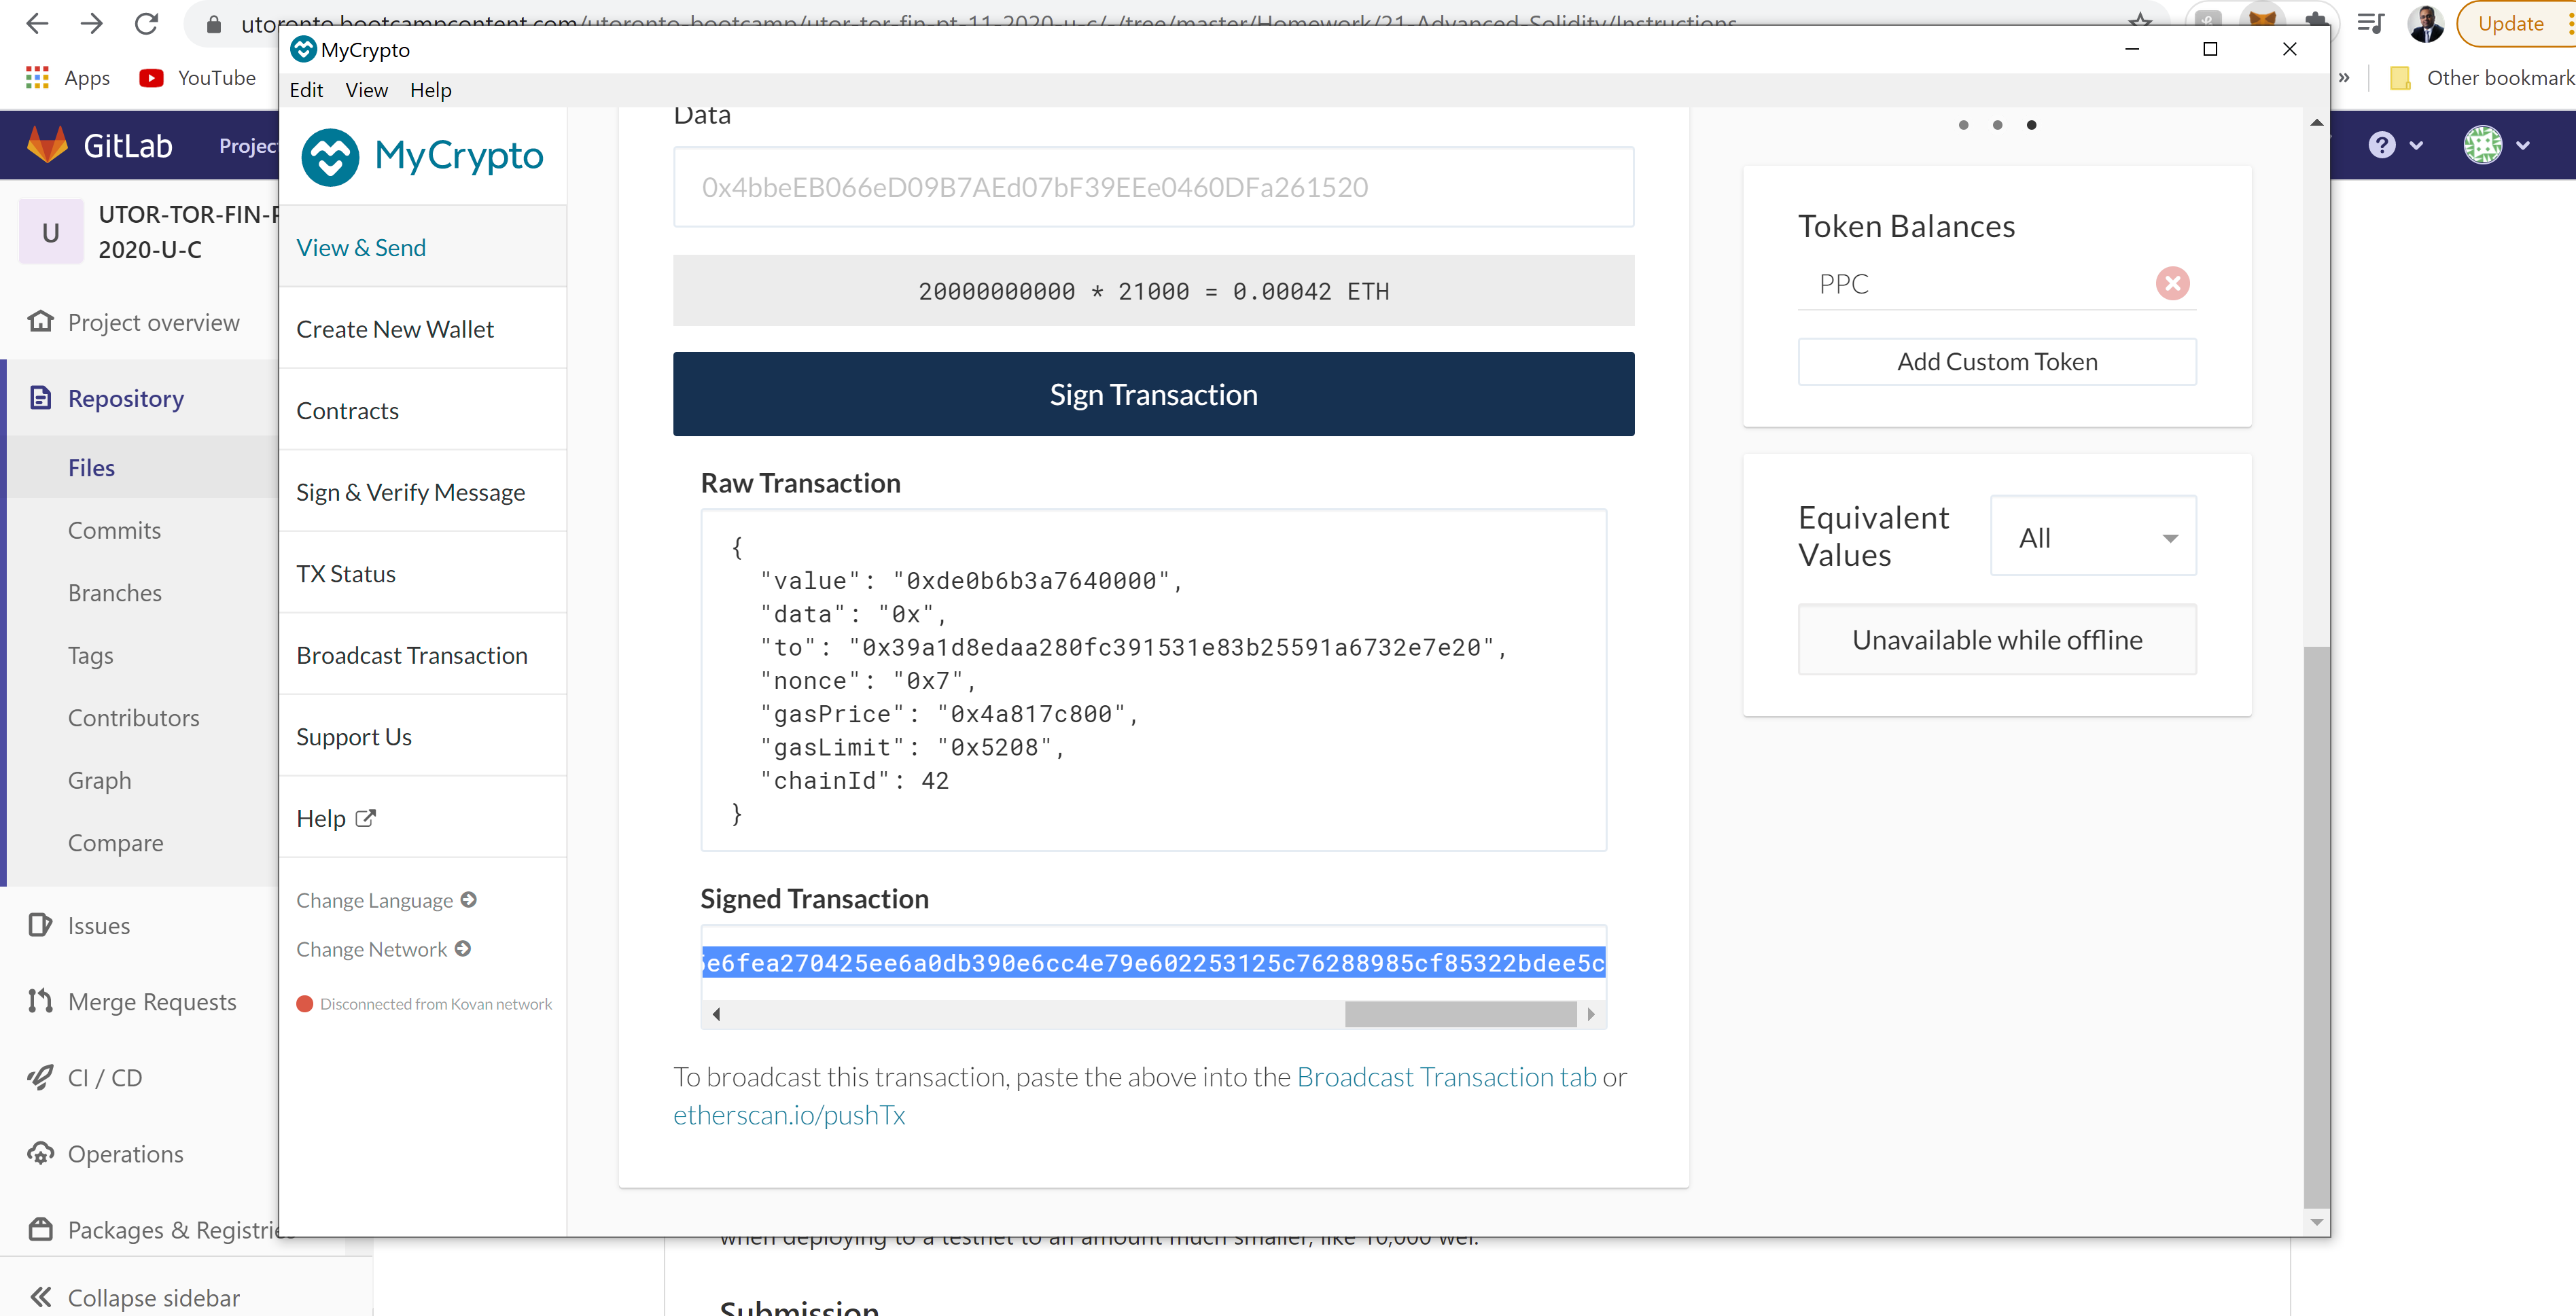 utoronto.bootcampcontent.com/utoronto-bootcamp/utor-tor-fin-pt-11-2020-u-c/-/tree/master/Homework/21-Advanced-Solidity/Instructions
Update
Apps
YouTube
»
Other bookmark
MyCrypto
Edit View Help
GitLab
Projec
?
U
UTOR-TOR-FIN-P
2020-U-C
Project overview
Repository
Files
Commits
Branches
Tags
Contributors
Graph
Compare
Issues
Merge Requests
CI / CD
Operations
Packages & Registrie
Collapse sidebar
MyCrypto
View & Send
Create New Wallet
Contracts
Sign & Verify Message
TX Status
Broadcast Transaction
Support Us
Help
Change Language
Change Network
Disconnected from Kovan network
Data
0x4bbeEB066eD09B7AEd07bF39EEe0460DFa261520
20000000000 * 21000 = 0.00042 ETH
Sign Transaction
Raw Transaction
{
"value": "0xde0b6b3a7640000",
"data": "0x",
"to": "0x39a1d8edaa280fc391531e83b25591a6732e7e20",
"nonce": "0x7",
"gasPrice": "0x4a817c800",
"gasLimit": "0x5208",
"chainId": 42
}
Signed Transaction
e6fea270425ee6a0db390e6cc4e79e602253125c76288985cf85322bdee5c
To broadcast this transaction, paste the above into the Broadcast Transaction tab or
etherscan.io/pushTx
Token Balances
PPC
Add Custom Token
Equivalent
Values
All
Unavailable while offline
when deploying to a testnet to an amount much smaller, like 10,000 wei.
Submission